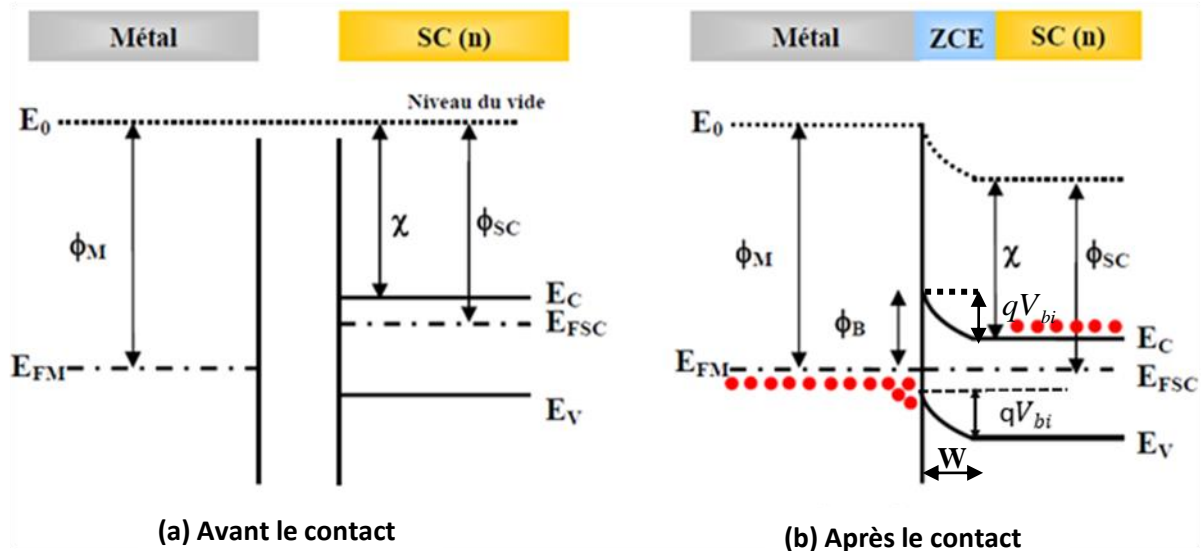 Métal SC (n)
Niveau du vide
E0
ϕM
χ
ϕSC
EC
EFSC
EFM
EV
(a) Avant le contact
Métal ZCE SC (n)
E0
ϕM
χ
ϕSC
ϕB
qVbi
EC
EFM
EFSC
qVbi
EV
W
(b) Après le contact